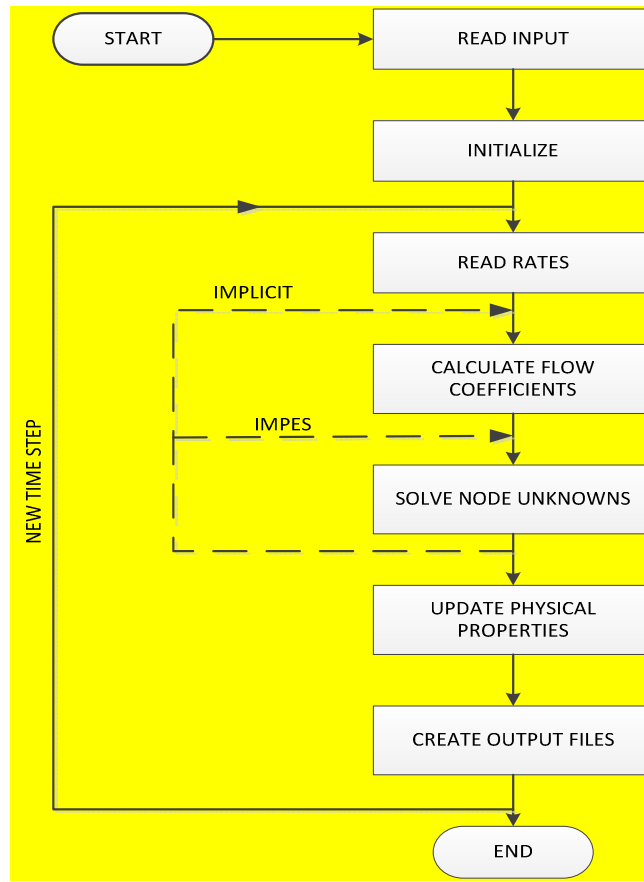 START
READ INPUT
INITIALIZE
READ RATES
IMPLICIT
CALCULATE FLOW
COEFFICIENTS
IMPES
NEW TIME STEP
SOLVE NODE UNKNOWNS
UPDATE PHYSICAL
PROPERTIES
CREATE OUTPUT FILES
END